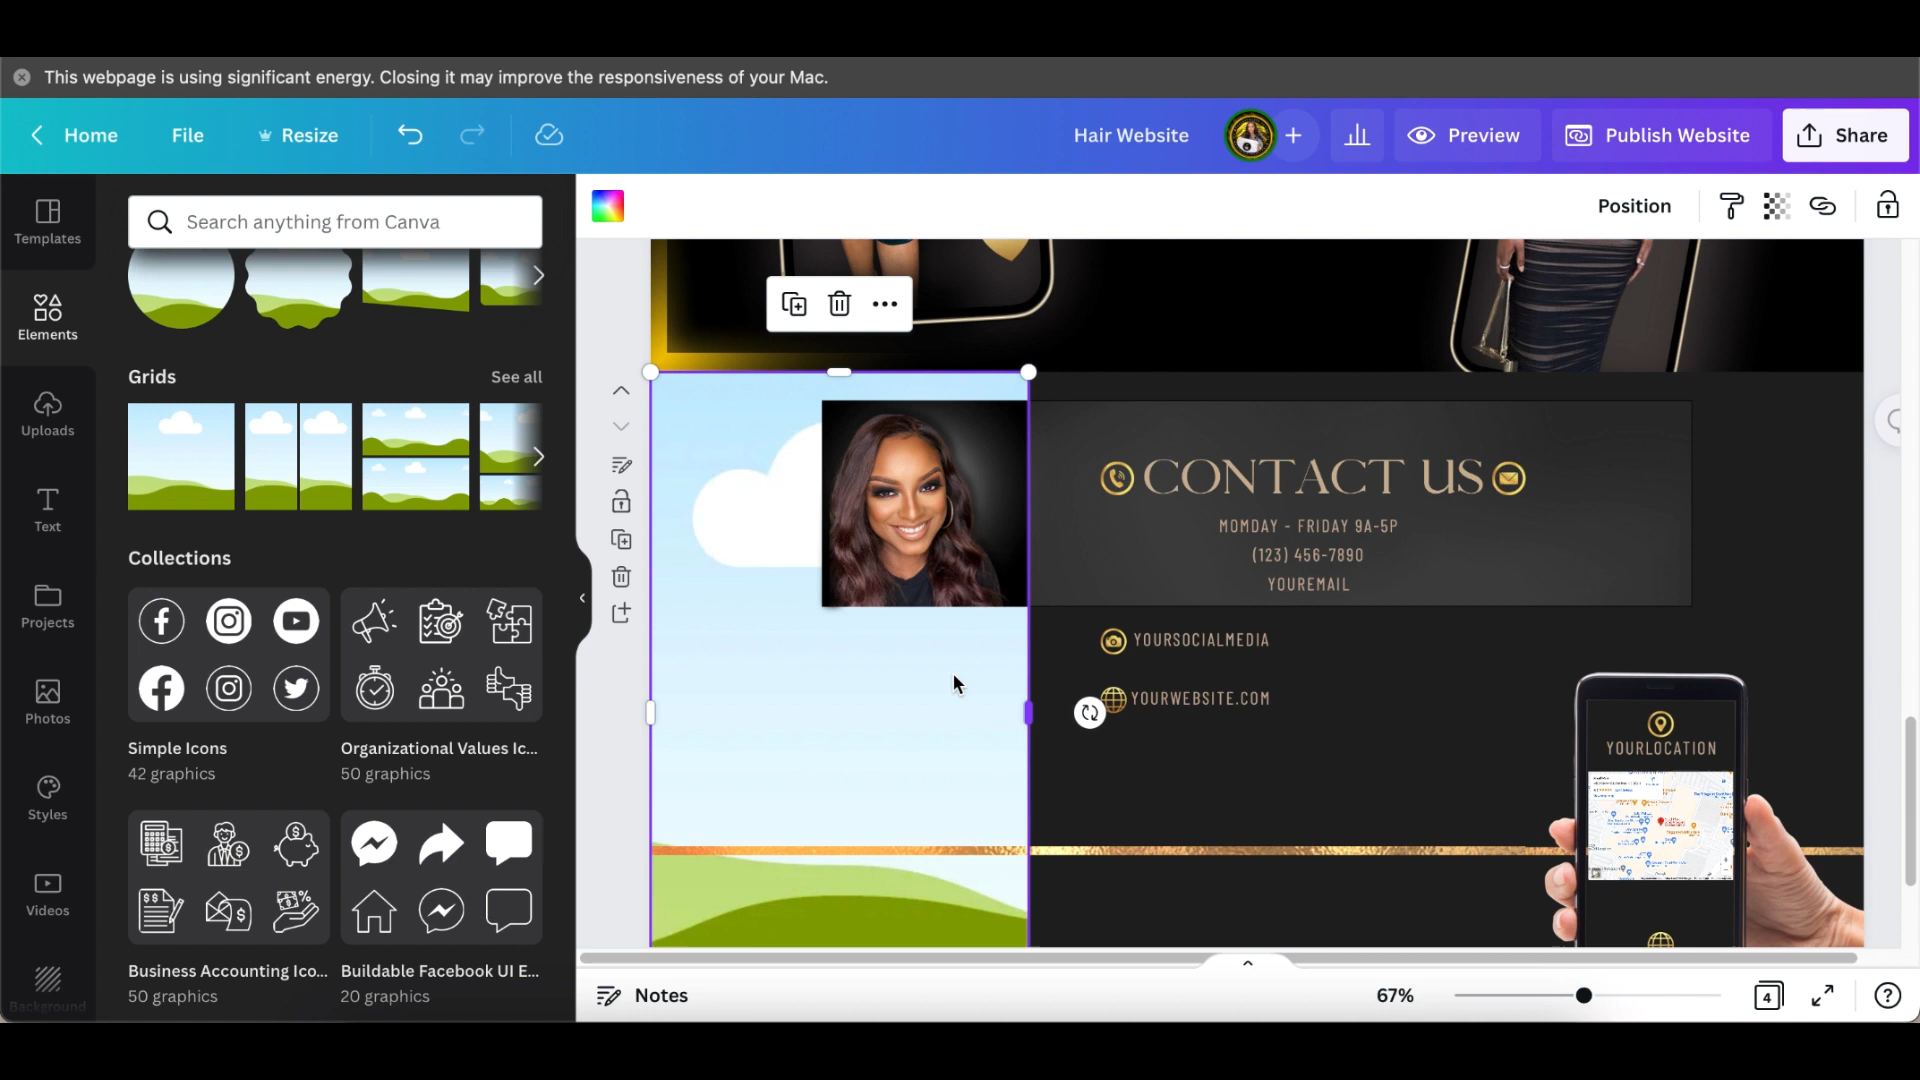 This webpage is using significant energy. Closing it may improve the responsiveness of your Mac.
Home File Resize Hair Website Preview Publish Website Share
Search anything from Canva
Position
Templates
Elements
Uploads
Text
Projects
Photos
Styles
Videos
Background
Grids See all
Collections
Simple Icons
42 graphics
Organizational Values Ic...
50 graphics
Business Accounting Ico...
50 graphics
Buildable Facebook UI E...
20 graphics
CONTACT US
MOMDAY - FRIDAY 9A-5P
(123) 456-7890
YOUREMAIL
YOURSOCIALMEDIA
YOURWEBSITE.COM
YOURLOCATION
Notes 67% 4